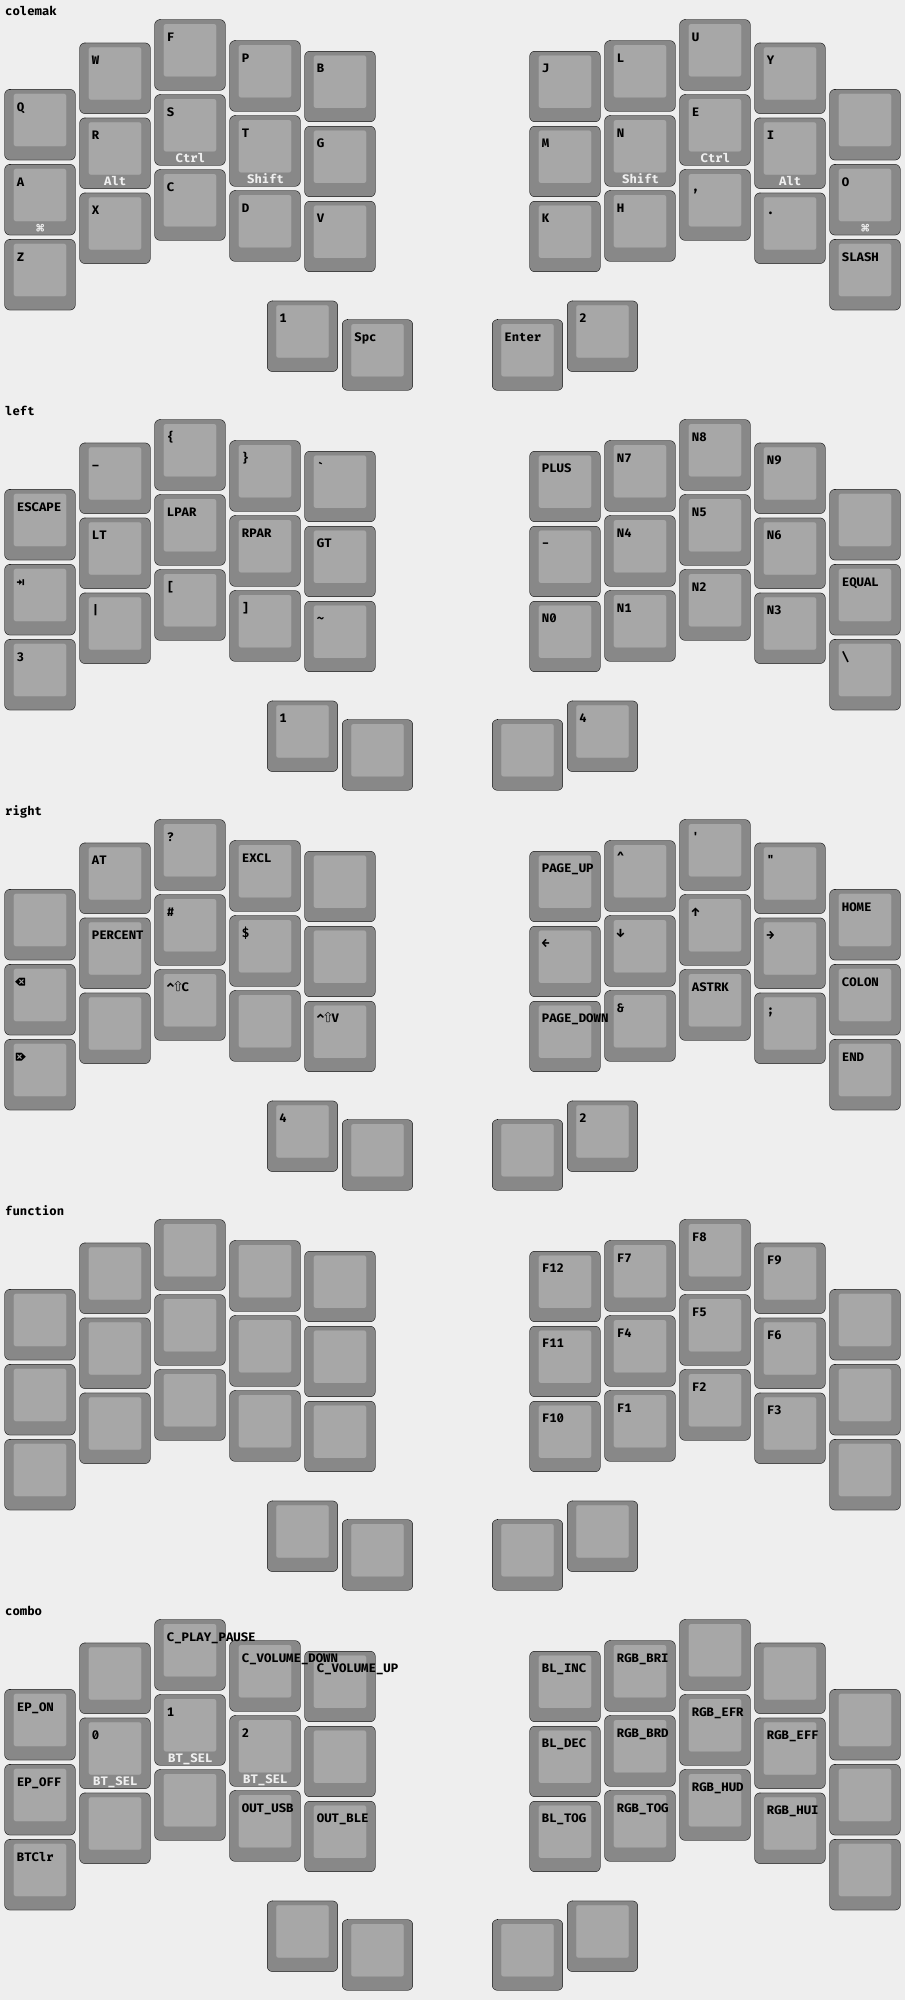 colemak
F
U
W P L Y
B J
Q
S E
R T N I
G M
Ctrl Ctrl
A Alt Shift Shift Alt O
C ,
X D H .
V K
⌘ ⌘
Z SLASH
1 2
Spc Enter
left
{ N8
_ } N7 N9
` PLUS
ESCAPE LPAR N5
LT RPAR N4 N6
GT -
⇥ [ N2 EQUAL
| ] N1 N3
~ N0
3 \
1 4
right
? '
AT EXCL ^ "
PAGE_UP
# ↑ HOME
PERCENT $ ↓ →
←
⌫ ^⇧C ASTRK COLON
& ;
^⇧V PAGE_DOWN
⌦ END
4 2
function
F8
F7 F9
F12
F5
F4 F6
F11
F2
F1 F3
F10
combo
C_PLAY_PAUSE
C_VOLUME_DOWN RGB_BRI
C_VOLUME_UP BL_INC
EP_ON 1 RGB_EFR
0 2 RGB_BRD RGB_EFF
BL_DEC
BT_SEL
EP_OFF BT_SEL BT_SEL RGB_HUD
OUT_USB RGB_TOG RGB_HUI
OUT_BLE BL_TOG
BTClr